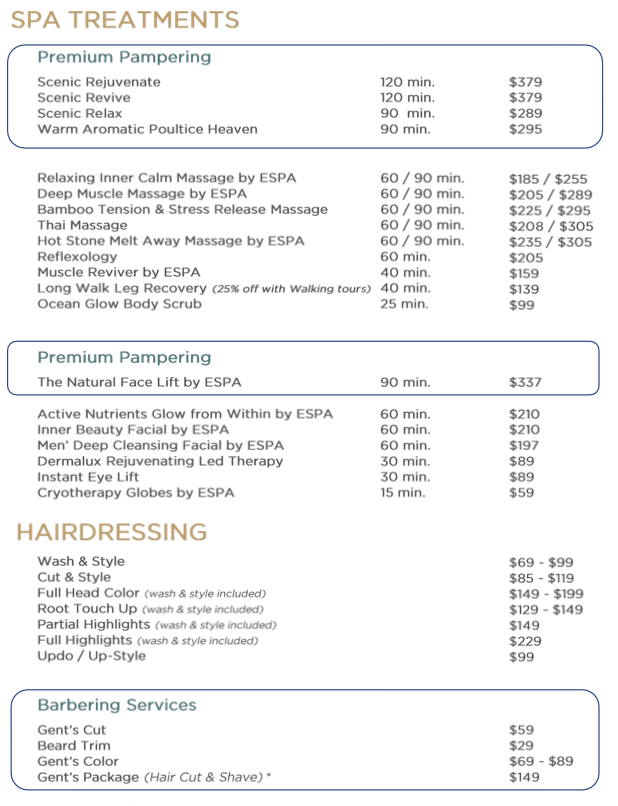 SPA TREATMENTS
Premium Pampering
Scenic Rejuvenate 120 min. $379
Scenic Revive 120 min. $379
Scenic Relax 90 min. $289
Warm Aromatic Poultice Heaven 90 min. $295
Relaxing Inner Calm Massage by ESPA 60 / 90 min. $185 / $255
Deep Muscle Massage by ESPA 60 / 90 min. $205 / $289
Bamboo Tension & Stress Release Massage 60 / 90 min. $225 / $295
Thai Massage 60 / 90 min. $208 / $305
Hot Stone Melt Away Massage by ESPA 60 / 90 min. $235 / $305
Reflexology 60 min. $205
Muscle Reviver by ESPA 40 min. $159
Long Walk Leg Recovery (25% off with Walking tours) 40 min. $139
Ocean Glow Body Scrub 25 min. $99
Premium Pampering
The Natural Face Lift by ESPA 90 min. $337
Active Nutrients Glow from Within by ESPA 60 min. $210
Inner Beauty Facial by ESPA 60 min. $210
Men' Deep Cleansing Facial by ESPA 60 min. $197
Dermalux Rejuvenating Led Therapy 30 min. $89
Instant Eye Lift 30 min. $89
Cryotherapy Globes by ESPA 15 min. $59
HAIRDRESSING
Wash & Style $69 - $99
Cut & Style $85 - $119
Full Head Color (wash & style included) $149 - $199
Root Touch Up (wash & style included) $129 - $149
Partial Highlights (wash & style included) $149
Full Highlights (wash & style included) $229
Updo / Up-Style $99
Barbering Services
Gent's Cut $59
Beard Trim $29
Gent's Color $69 - $89
Gent's Package (Hair Cut & Shave) * $149